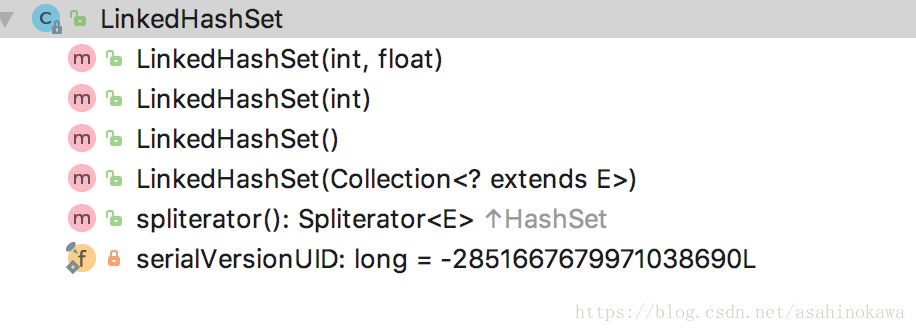 C LinkedHashSet
m LinkedHashSet(int, float)
m LinkedHashSet(int)
m LinkedHashSet()
m LinkedHashSet(Collection<? extends E>)
m spliterator(): Spliterator<E> ↑HashSet
f serialVersionUID: long = -2851667679971038690L
https://blog.csdn.net/asahinokawa